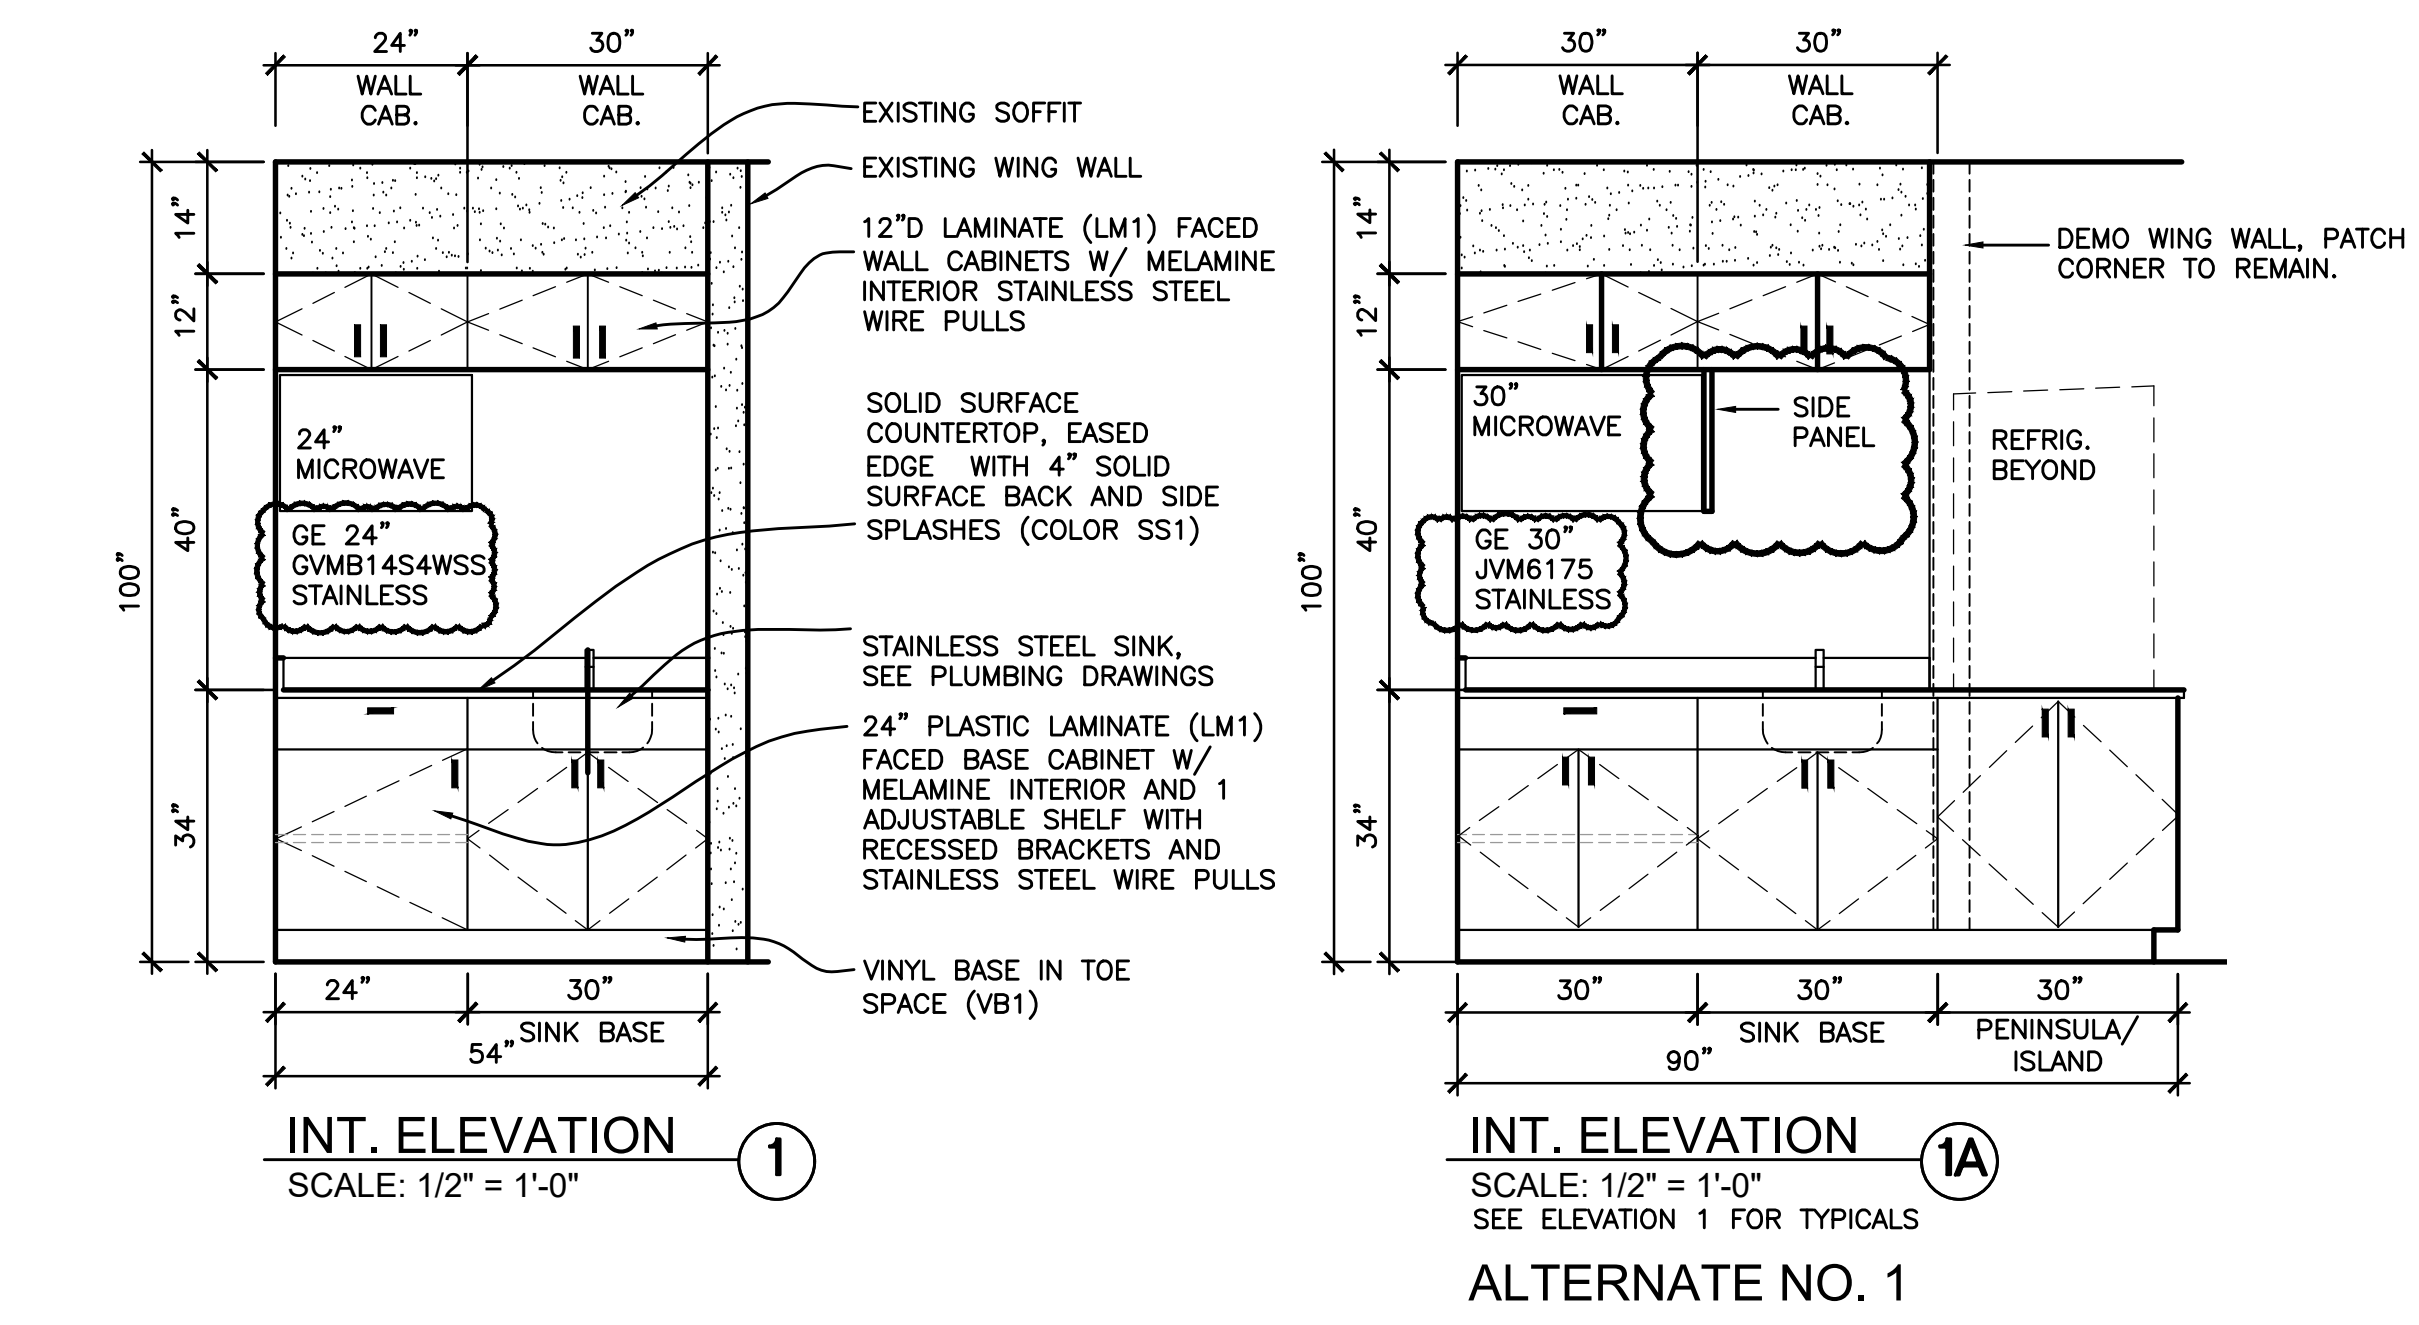 24”
30”
WALL
CAB.
WALL
CAB.
EXISTING SOFFIT
EXISTING WING WALL
12”D LAMINATE (LM1) FACED
WALL CABINETS W/ MELAMINE
INTERIOR STAINLESS STEEL
WIRE PULLS
SOLID SURFACE
COUNTERTOP, EASED
EDGE WITH 4” SOLID
SURFACE BACK AND SIDE
SPLASHES (COLOR SS1)
STAINLESS STEEL SINK,
SEE PLUMBING DRAWINGS
24” PLASTIC LAMINATE (LM1)
FACED BASE CABINET W/
MELAMINE INTERIOR AND 1
ADJUSTABLE SHELF WITH
RECESSED BRACKETS AND
STAINLESS STEEL WIRE PULLS
VINYL BASE IN TOE
SPACE (VB1)
14”
12”
40”
34”
100”
24”
MICROWAVE
GE 24”
GVMB14S4WSS
STAINLESS
24”
30”
SINK BASE
54”
INT. ELEVATION
1
SCALE: 1/2" = 1'-0"
30”
30”
WALL
CAB.
WALL
CAB.
14”
12”
40”
34”
100”
DEMO WING WALL, PATCH
CORNER TO REMAIN.
30”
MICROWAVE
SIDE
PANEL
REFRIG.
BEYOND
GE 30”
JVM6175
STAINLESS
30”
30”
30”
SINK BASE
PENINSULA/
ISLAND
90”
INT. ELEVATION
1A
SCALE: 1/2" = 1'-0"
SEE ELEVATION 1 FOR TYPICALS
ALTERNATE NO. 1